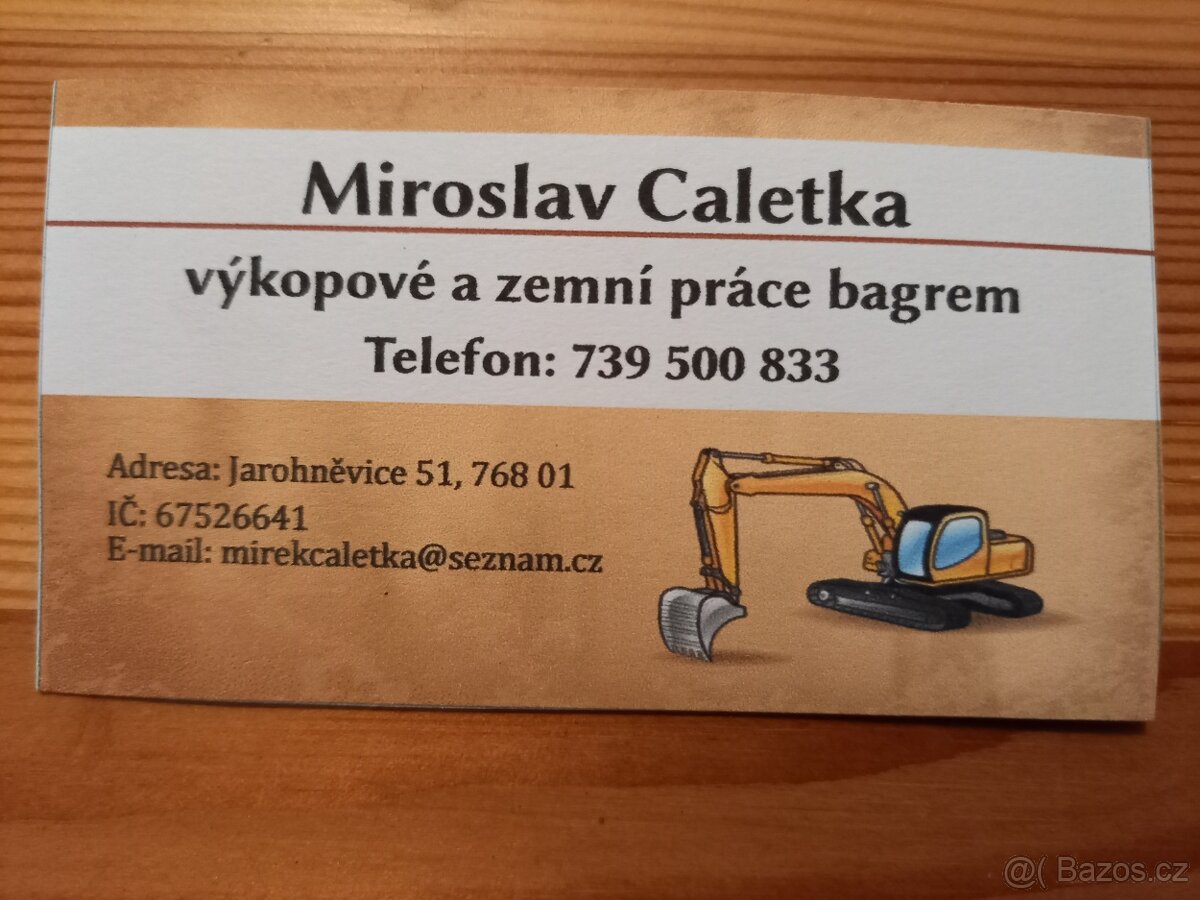 Miroslav Caletka
výkopové a zemní práce bagrem
Telefon: 739 500 833
Adresa: Jarohněvice 51, 768 01
IČ: 67526641
E-mail: mirekcaletka@seznam.cz
@( Bazos.cz